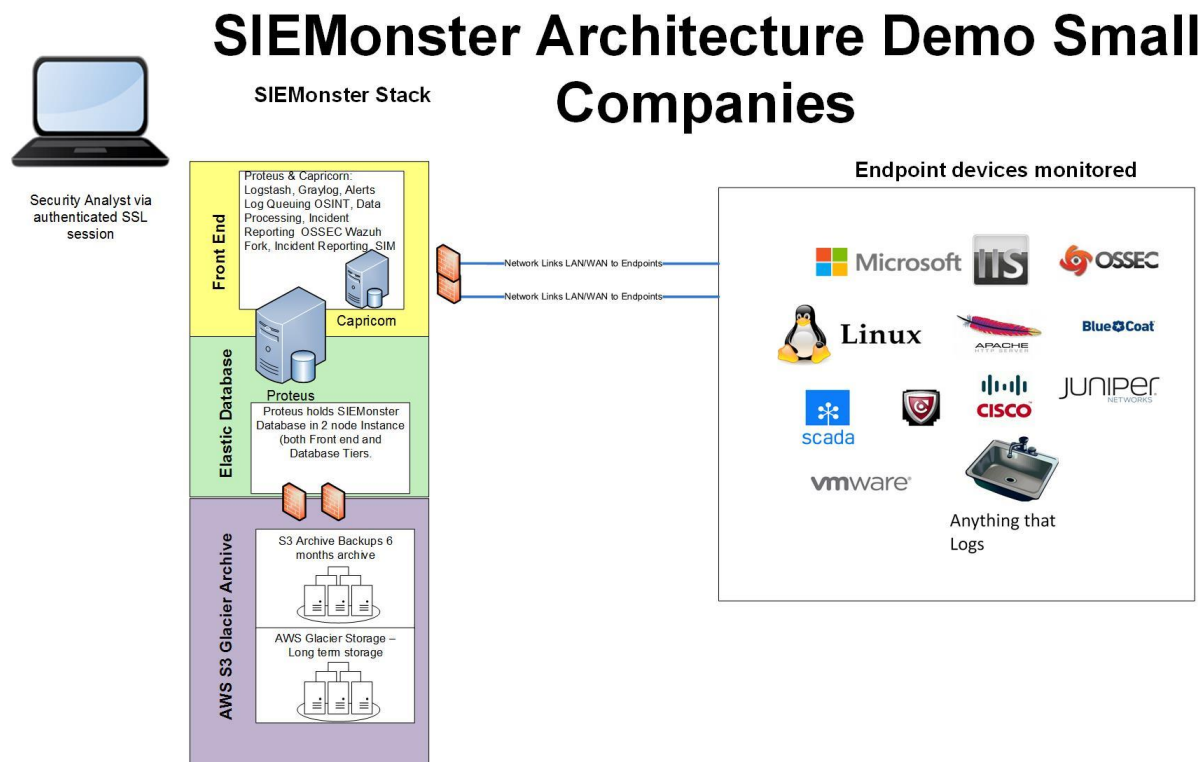 SIEMonster Architecture Demo Small
Companies
SIEMonster Stack
Security Analyst via
authenticated SSL
session
Front End
Proteus & Capricorn:
Logstash, Graylog, Alerts
Log Queuing OSINT, Data
Processing, Incident
Reporting OSSEC Wazuh
Fork, Incident Reporting, SIM
Capricorn
Proteus
Elastic Database
Proteus holds SIEMonster
Database in 2 node Instance
(both Front end and
Database Tiers.
AWS S3 Glacier Archive
S3 Archive Backups 6
months archive
AWS Glacier Storage –
Long term storage
Network Links LAN/WAN to Endpoints
Network Links LAN/WAN to Endpoints
Endpoint devices monitored
Microsoft
IIS
OSSEC
Linux
APACHE
HTTP SERVER
Blue Coat
scada
CISCO
JUNIPER
NETWORKS
vmware
Anything that
Logs